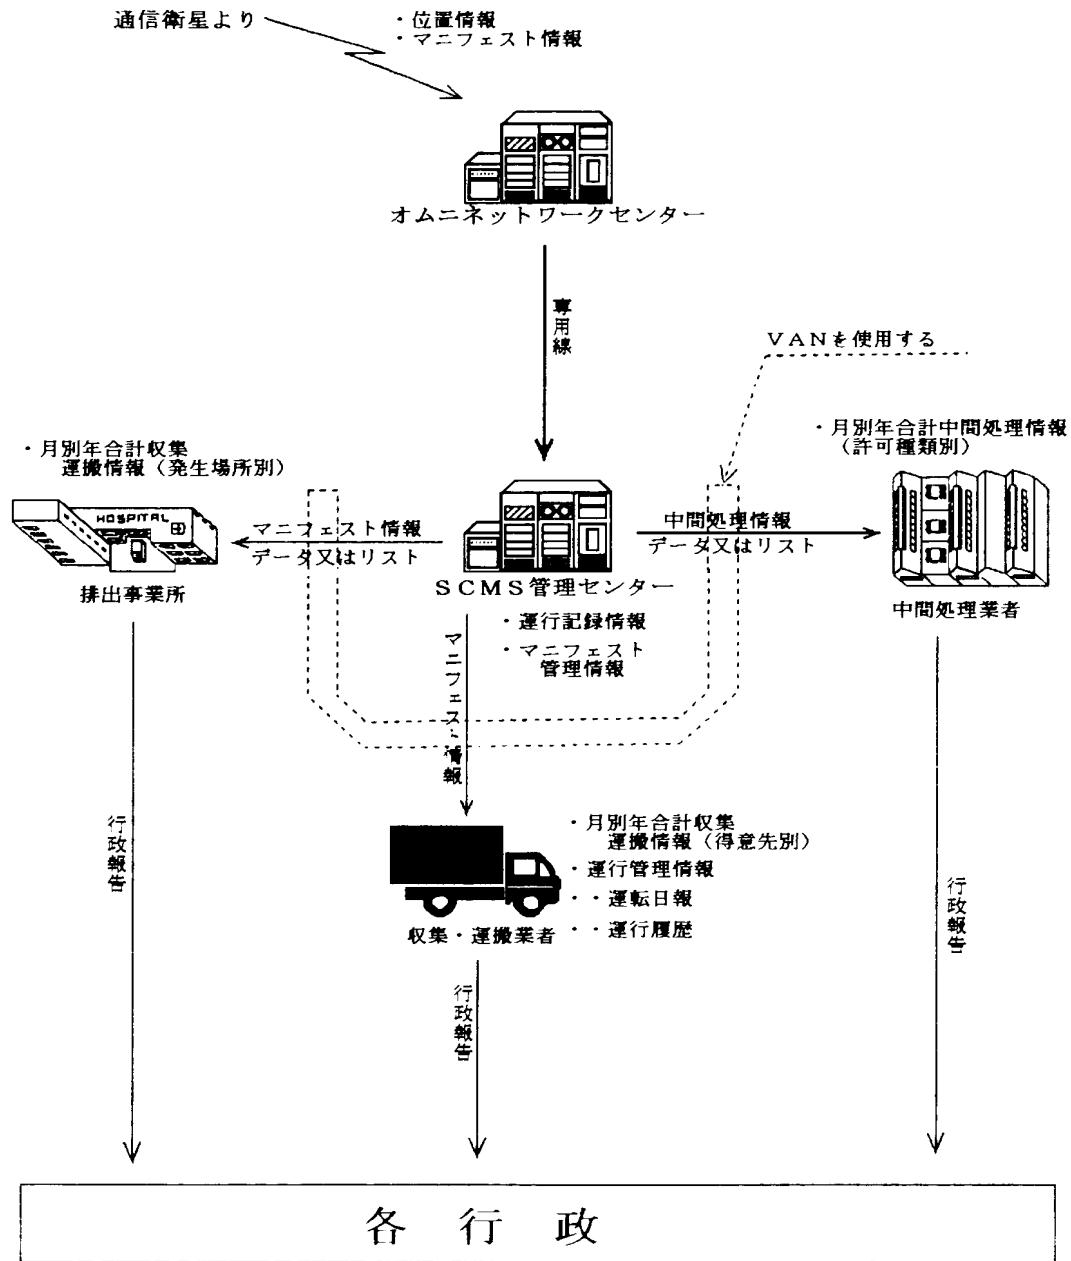 通信衛星より
・位置情報
・マニフェスト情報
オムニネットワークセンター
専用線
VANを使用する
・月別年合計収集
運搬情報（発生場所別）
・月別年合計中間処理情報
（許可種類別）
HOSPITAL
マニフェスト情報
データ又はリスト
中間処理情報
データ又はリスト
排出事業所
SCMS管理センター
中間処理業者
・運行記録情報
・マニフェスト
管理情報
マニフェスト情報
・月別年合計収集
運搬情報（得意先別）
・運行管理情報
・・運転日報
・・運行履歴
収集・運搬業者
行政報告
行政報告
行政報告
各行政